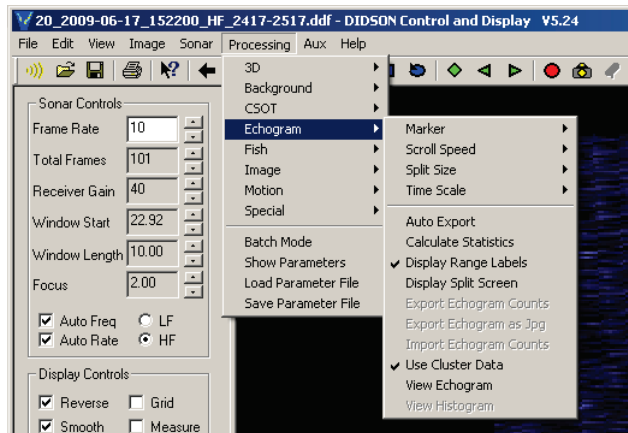 20_2009-06-17_152200_HF_2417-2517.ddf - DIDSON Control and Display V5.24
File Edit View Image Sonar Processing Aux Help
3D
Background
CSOT
Echogram
Fish
Image
Motion
Special
Batch Mode
Show Parameters
Load Parameter File
Save Parameter File
Marker
Scroll Speed
Split Size
Time Scale
Auto Export
Calculate Statistics
Display Range Labels
Display Split Screen
Export Echogram Counts
Export Echogram as Jpg
Import Echogram Counts
Use Cluster Data
View Echogram
View Histogram
Sonar Controls
Frame Rate 10
Total Frames 101
Receiver Gain 40
Window Start 22.92
Window Length 10.00
Focus 2.00
Auto Freq LF
Auto Rate HF
Display Controls
Reverse Grid
Smooth Measure